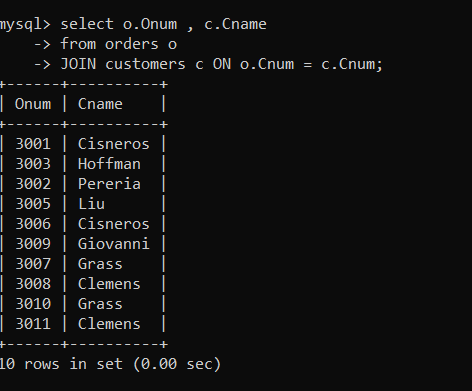 mysql> select o.Onum , c.Cname
    -> from orders o
    -> JOIN customers c ON o.Cnum = c.Cnum;
+------+----------+
| Onum | Cname    |
+------+----------+
| 3001 | Cisneros |
| 3003 | Hoffman  |
| 3002 | Pereria  |
| 3005 | Liu      |
| 3006 | Cisneros |
| 3009 | Giovanni |
| 3007 | Grass    |
| 3008 | Clemens  |
| 3010 | Grass    |
| 3011 | Clemens  |
+------+----------+
10 rows in set (0.00 sec)